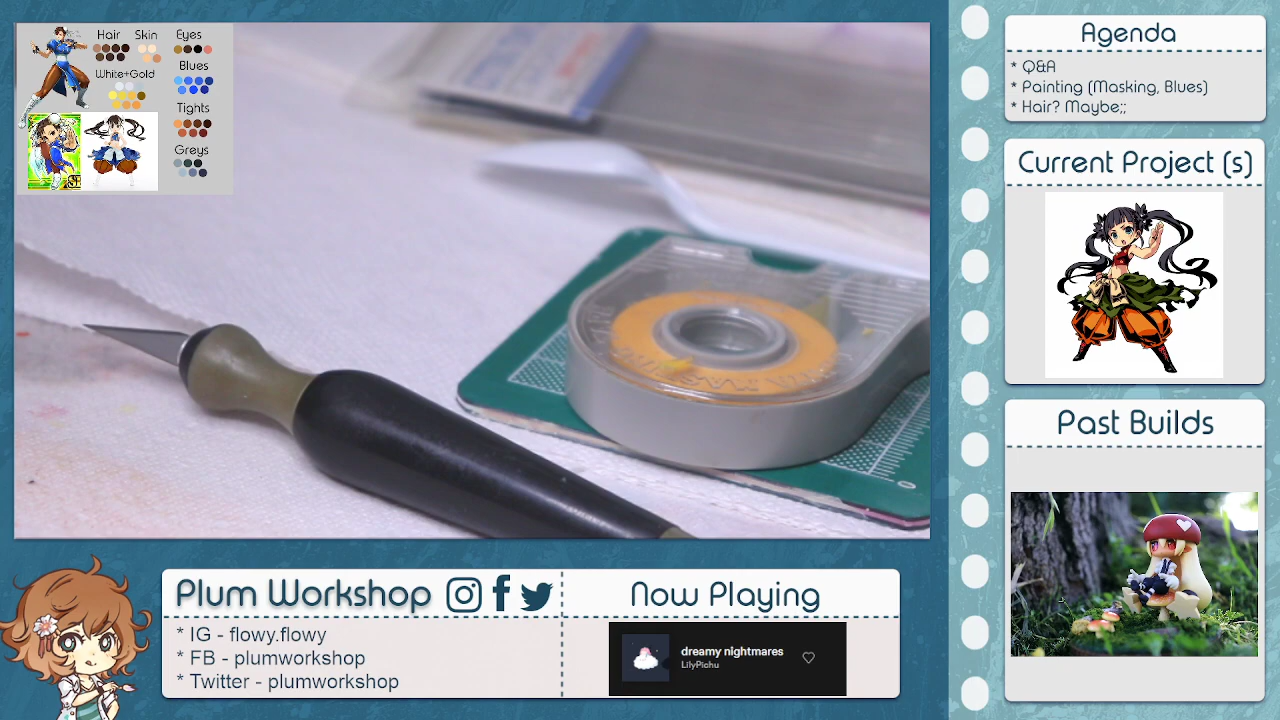 Hair
Skin
Eyes
White+Gold
Blues
Tights
Greys
Agenda
* Q&A
* Painting (Masking, Blues)
* Hair? Maybe;;
Current Project (s)
Past Builds
Plum Workshop
* IG - flowy.flowy
* FB - plumworkshop
* Twitter - plumworkshop
Now Playing
dreamy nightmares
LilyPichu